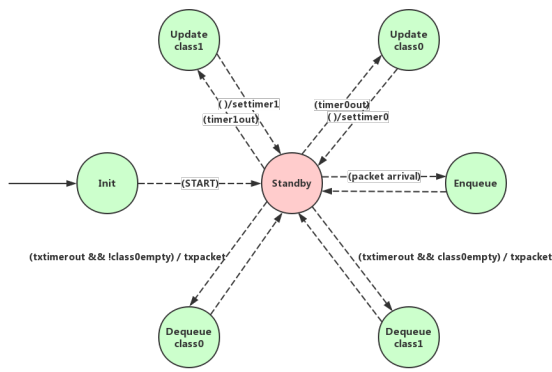 Update
class1
Update
class0
( )/settimer1
(timer1out)
(timer0out)
( )/settimer0
Init
(START)
Standby
(packet arrival)
Enqueue
(txtimerout && !class0empty) / txpacket
(txtimerout && class0empty) / txpacket
Dequeue
class0
Dequeue
class1